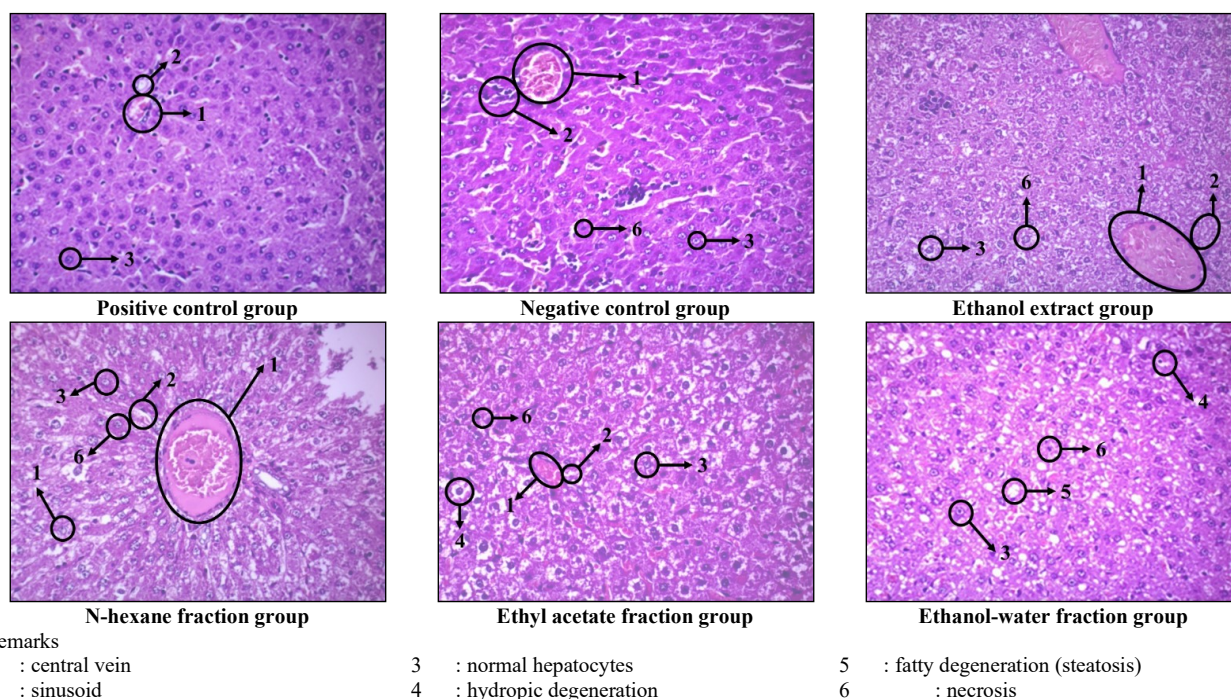 2
1
3
1
2
6
3
1
2
6
3
Positive control group
Negative control group
Ethanol extract group
1
2
3
6
1
6
2
3
1
4
4
6
5
3
N-hexane fraction group
Ethyl acetate fraction group
Ethanol-water fraction group
emarks
: central vein 3 : normal hepatocytes 5 : fatty degeneration (steatosis)
: sinusoid 4 : hydropic degeneration 6 : necrosis